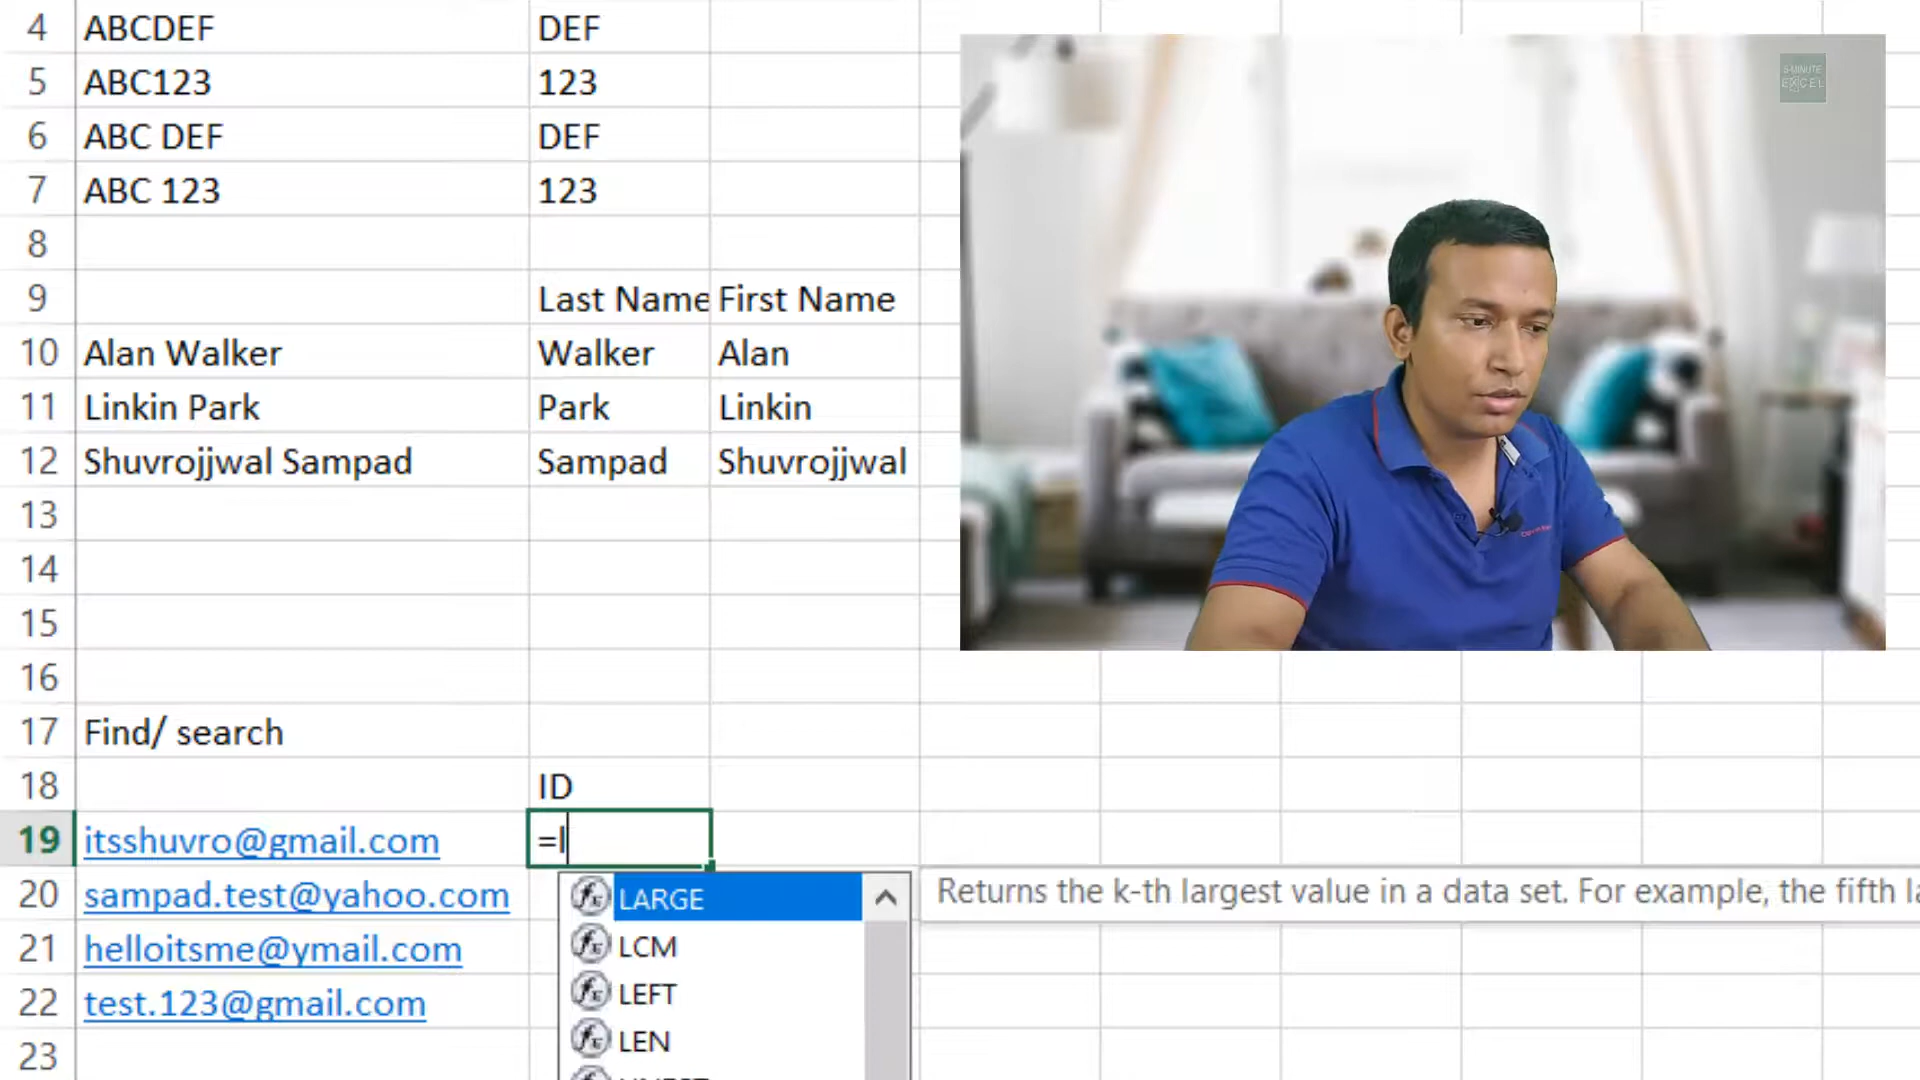 4 ABCDEF DEF
5 ABC123 123
6 ABC DEF DEF
7 ABC 123 123
8
9 Last Name First Name
10 Alan Walker Walker Alan
11 Linkin Park Park Linkin
12 Shuvrojjwal Sampad Sampad Shuvrojjwal
13
14
15
16
17 Find/ search
18 ID
19 itsshuvro@gmail.com =l
20 sampad.test@yahoo.com
21 helloitsme@ymail.com
22 test.123@gmail.com
23
LARGE
LCM
LEFT
LEN
Returns the k-th largest value in a data set. For example, the fifth la
5-MINUTE
EXCEL